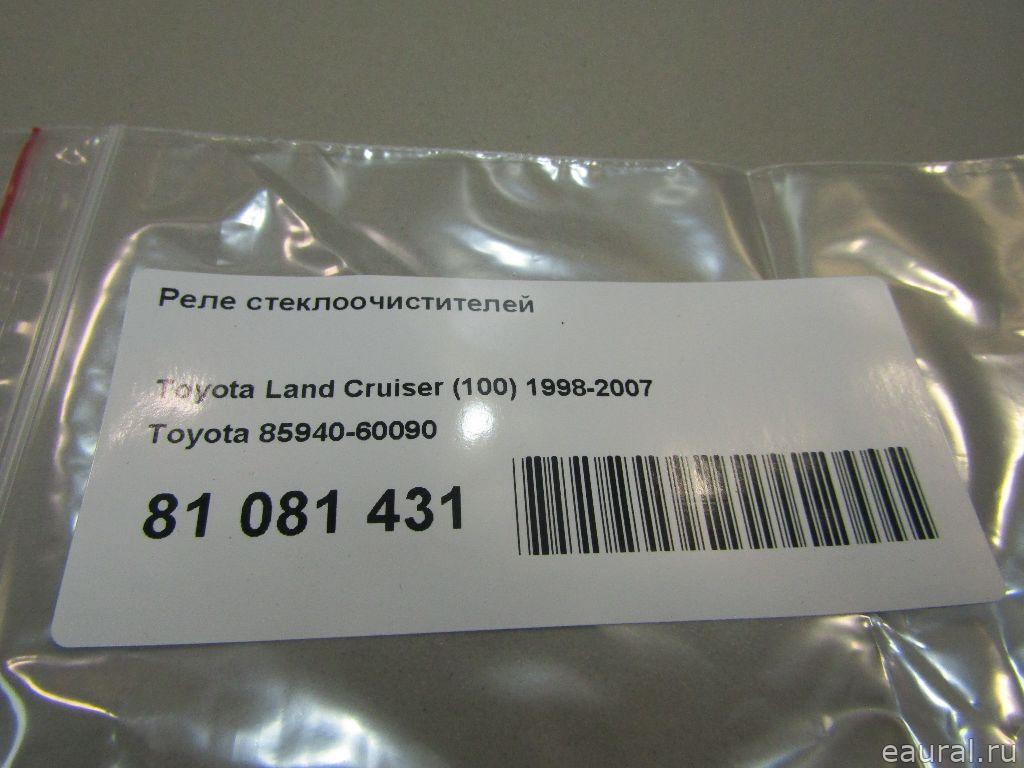 Реле стеклоочистителей
Toyota Land Cruiser (100) 1998-2007
Toyota 85940-60090
81 081 431
eaural.ru